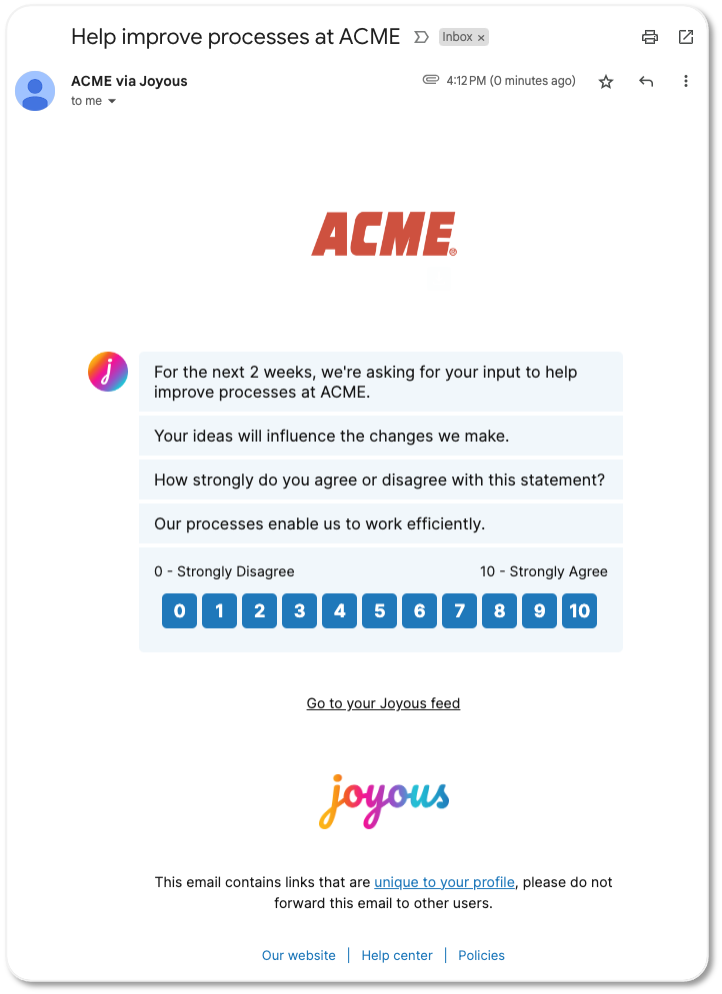 Help improve processes at ACME Inbox ×
ACME via Joyous 4:12 PM (0 minutes ago)
to me
ACME®
j
For the next 2 weeks, we're asking for your input to help
improve processes at ACME.
Your ideas will influence the changes we make.
How strongly do you agree or disagree with this statement?
Our processes enable us to work efficiently.
0 - Strongly Disagree 10 - Strongly Agree
0 1 2 3 4 5 6 7 8 9 10
Go to your Joyous feed
joyous
This email contains links that are unique to your profile, please do not
forward this email to other users.
Our website | Help center | Policies